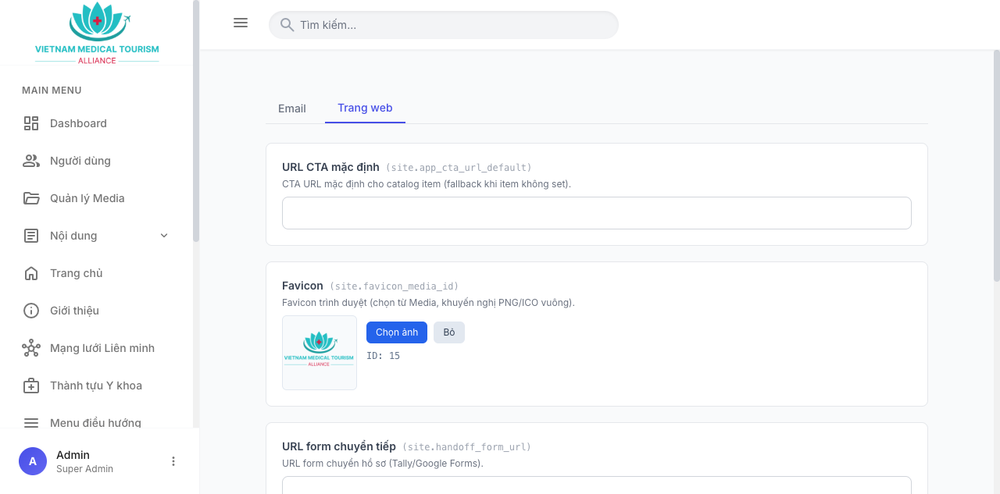 VIETNAM MEDICAL TOURISM
ALLIANCE
MAIN MENU
Dashboard
Người dùng
Quản lý Media
Nội dung
Trang chủ
Giới thiệu
Mạng lưới Liên minh
Thành tựu Y khoa
Menu điều hướng
A
Admin
Super Admin
Tìm kiếm...
Email
Trang web
URL CTA mặc định (site.app_cta_url_default)
CTA URL mặc định cho catalog item (fallback khi item không set).
Favicon (site.favicon_media_id)
Favicon trình duyệt (chọn từ Media, khuyến nghị PNG/ICO vuông).
VIETNAM MEDICAL TOURISM
ALLIANCE
Chọn ảnh
Bỏ
ID: 15
URL form chuyển tiếp (site.handoff_form_url)
URL form chuyển hồ sơ (Tally/Google Forms).